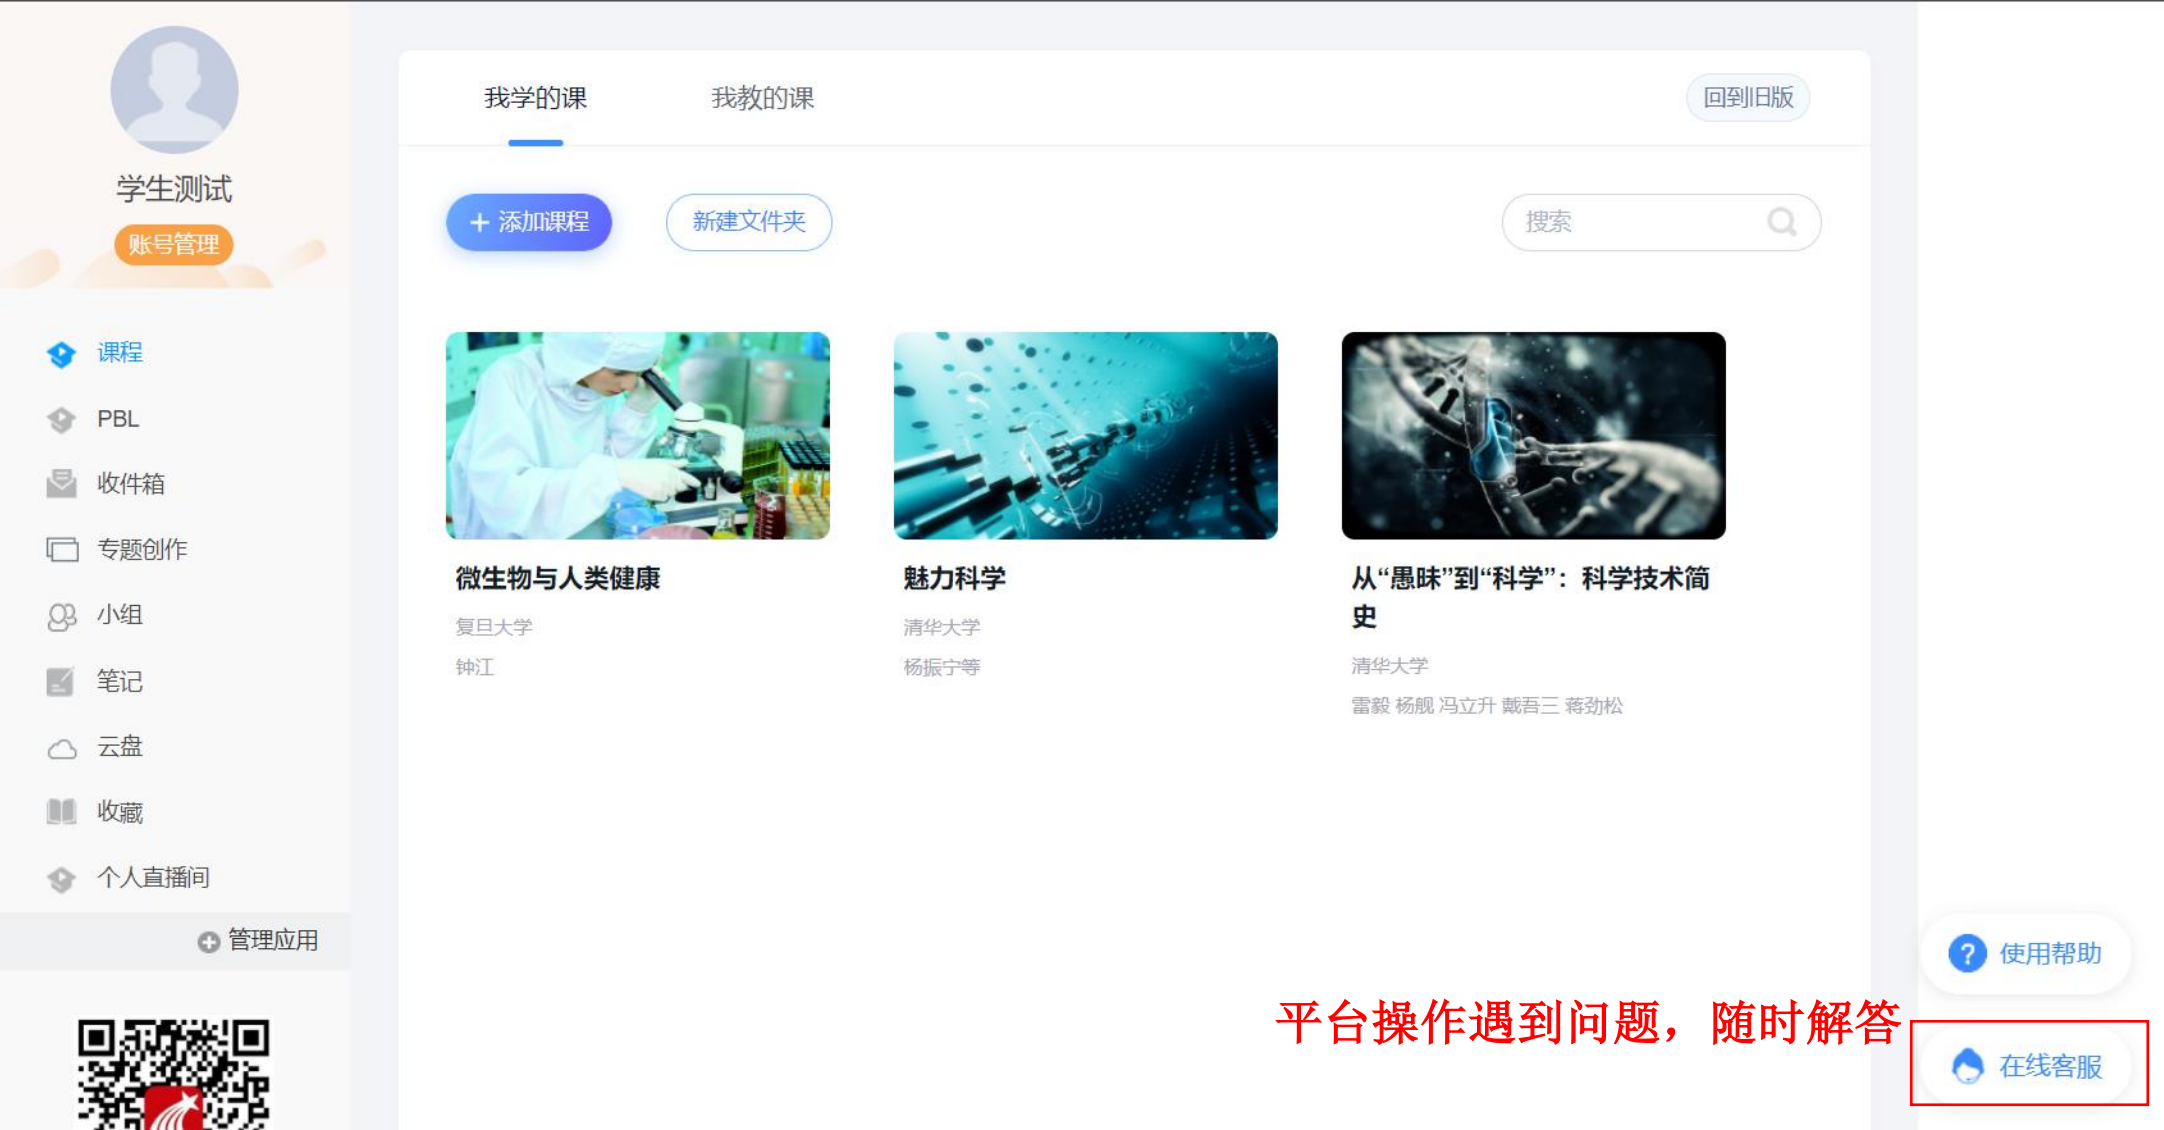 学生测试
账号管理
课程
PBL
收件箱
专题创作
小组
笔记
云盘
收藏
个人直播间
管理应用
我学的课
我教的课
回到旧版
+ 添加课程
新建文件夹
搜索
微生物与人类健康
复旦大学
钟江
魅力科学
清华大学
杨振宁等
从“愚昧”到“科学”：科学技术简
史
清华大学
雷毅 杨舰 冯立升 戴吾三 蒋劲松
使用帮助
平台操作遇到问题，随时解答
在线客服